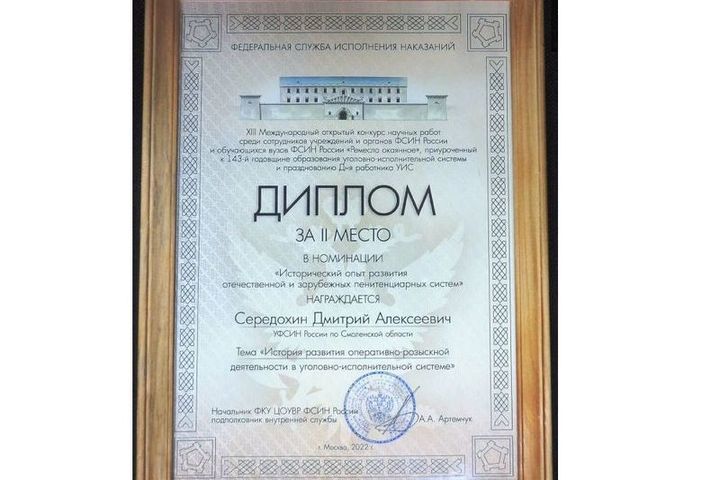 ФЕДЕРАЛЬНАЯ СЛУЖБА ИСПОЛНЕНИЯ НАКАЗАНИЙ
XIII Международный открытый конкурс научных работ
среди сотрудников учреждений и органов ФСИН России
и обучающихся вузов ФСИН России «Ремесло окаянное», приуроченный
к 143-й годовщине образования уголовно-исполнительной системы
и празднованию Дня работника УИС
ДИПЛОМ
ЗА II МЕСТО
В НОМИНАЦИИ
«Исторический опыт развития
отечественной и зарубежных пенитенциарных систем»
НАГРАЖДАЕТСЯ
Середохин Дмитрий Алексеевич
УФСИН России по Смоленской области
Тема «История развития оперативно-розыскной
деятельности в уголовно-исполнительной системе»
Начальник ФКУ ЦОУВР ФСИН России
подполковник внутренней службы
А.А. Артемчук
г. Москва, 2022 г.